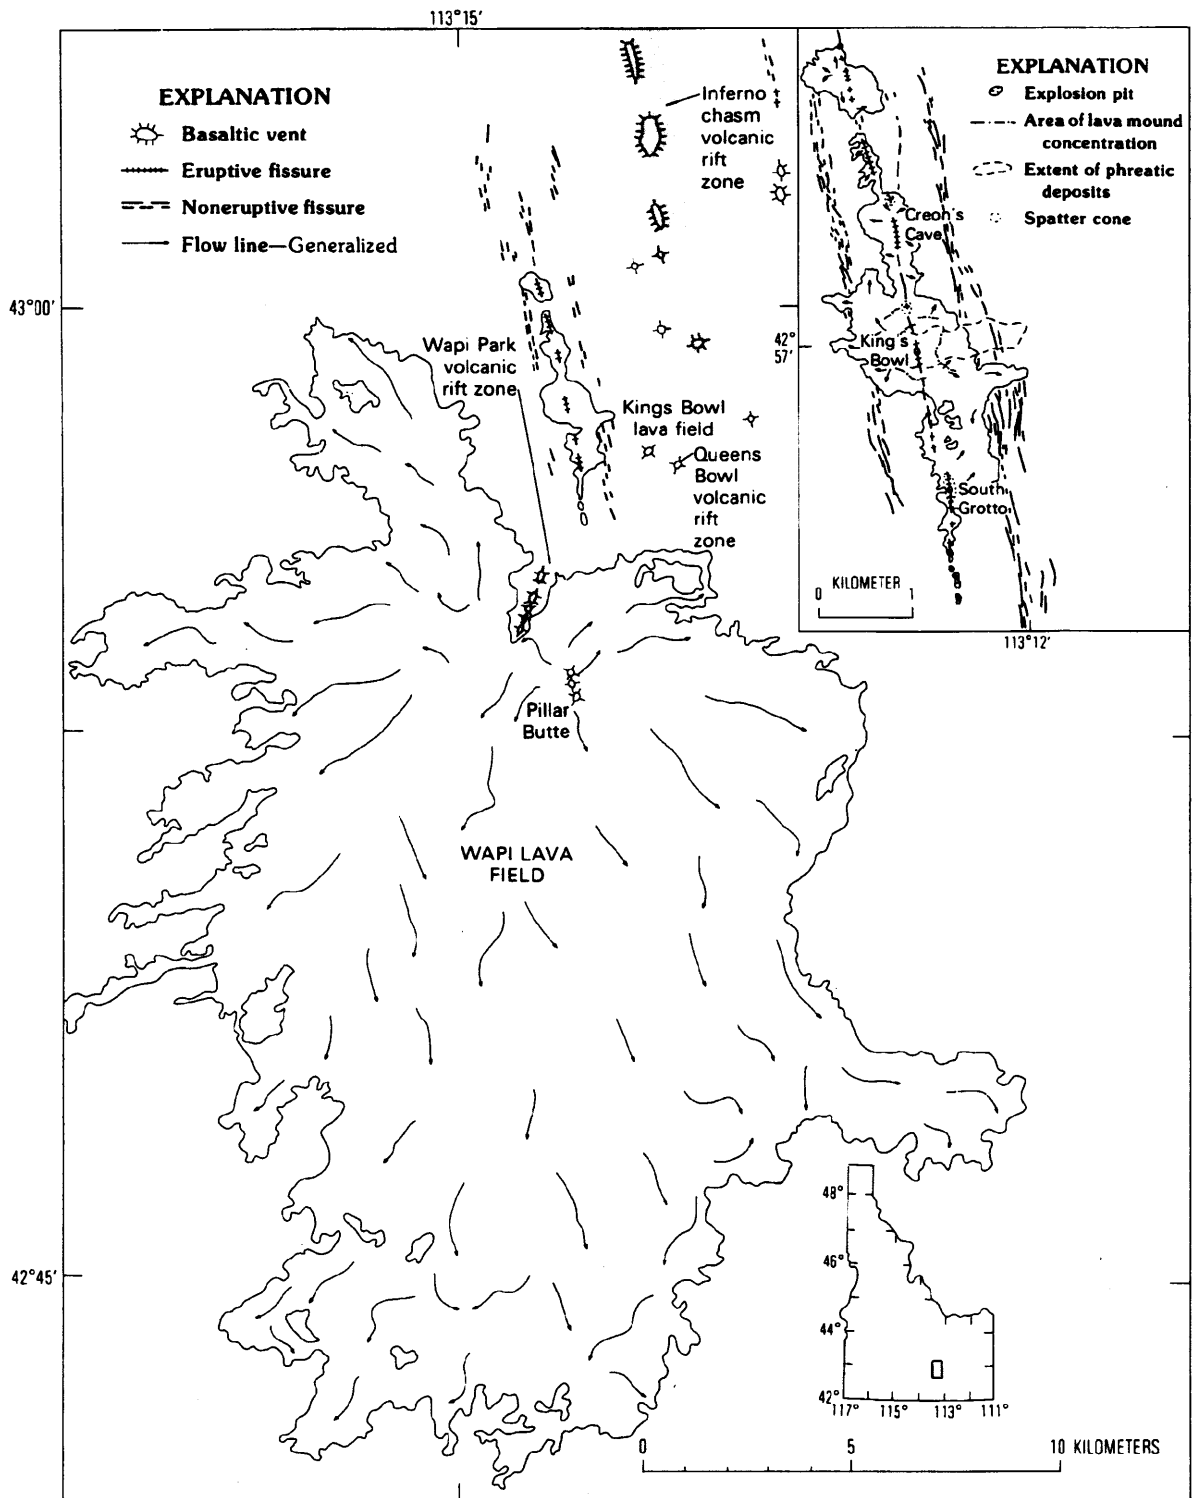 113°15′
EXPLANATION
Basaltic vent
Eruptive fissure
Noneruptive fissure
Flow line—Generalized
43°00′
42°45′
Inferno
chasm
volcanic
rift
zone
Wapi Park
volcanic
rift zone
Kings Bowl
lava field
Queens
Bowl
volcanic
rift
zone
Pillar
Butte
WAPI LAVA
FIELD
EXPLANATION
Explosion pit
Area of lava mound
concentration
Extent of phreatic
deposits
Spatter cone
Creon's
Cave
42°
57′
King's
Bowl
South
Grotto
0 KILOMETER 1
113°12′
48°
46°
44°
42°
117° 115° 113° 111°
0 5 10 KILOMETERS